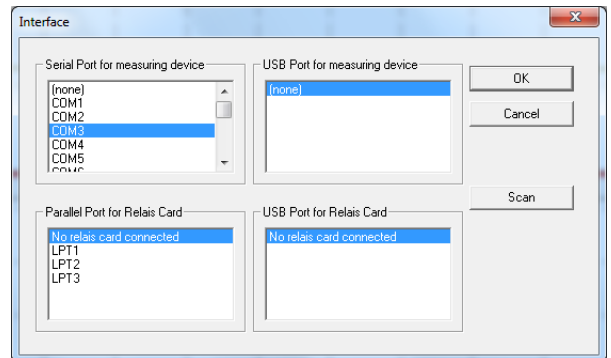 Interface
Serial Port for measuring device
(none)
COM1
COM2
COM3
COM4
COM5
USB Port for measuring device
(none)
OK
Cancel
Scan
Parallel Port for Relais Card
No relais card connected
LPT1
LPT2
LPT3
USB Port for Relais Card
No relais card connected